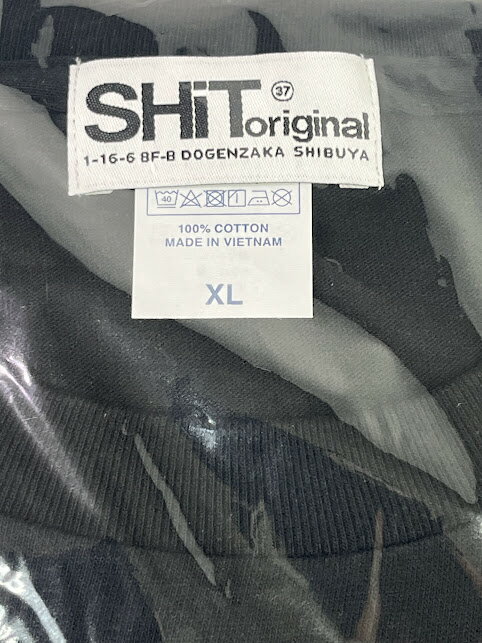 SHiT
37
original
1-16-6 8F-B DOGENZAKA SHIBUYA
40
100% COTTON
MADE IN VIETNAM
XL